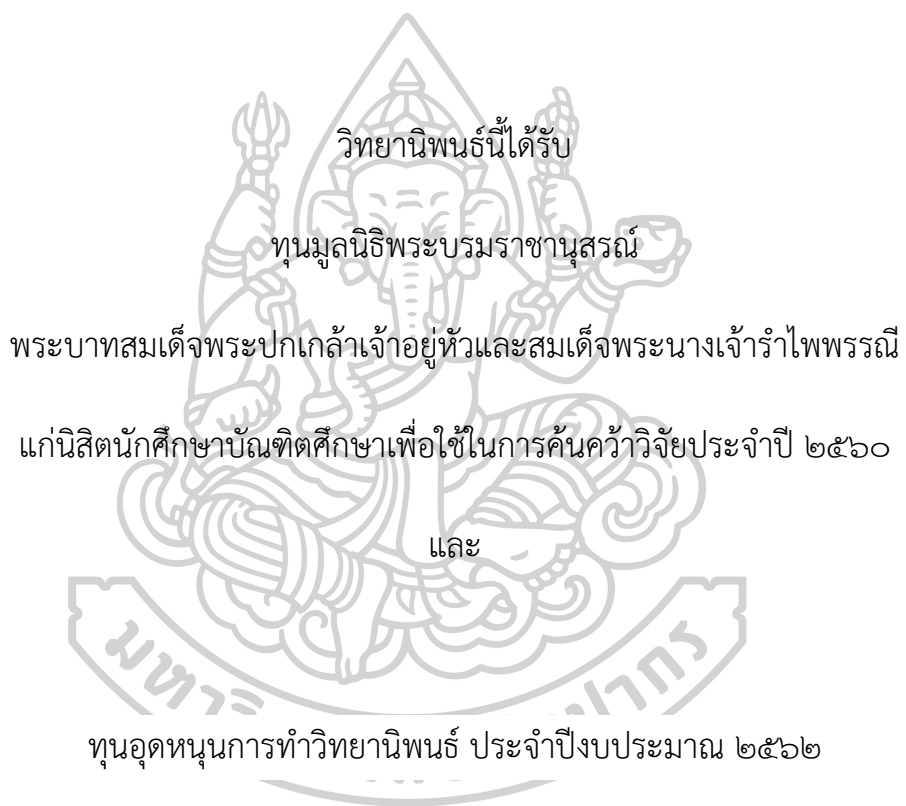 วิทยานิพนธ์นี้ได้รับ
ทุนมูลนิธิพระบรมราชานุสรณ์
พระบาทสมเด็จพระปกเกล้าเจ้าอยู่หัวและสมเด็จพระนางเจ้ารำไพพรรณี
แก่นิสิตนักศึกษาบัณฑิตศึกษาเพื่อใช้ในการค้นคว้าวิจัยประจำปี ๒๕๖๐
และ
ทุนอุดหนุนการทำวิทยานิพนธ์ ประจำปีงบประมาณ ๒๕๖๒